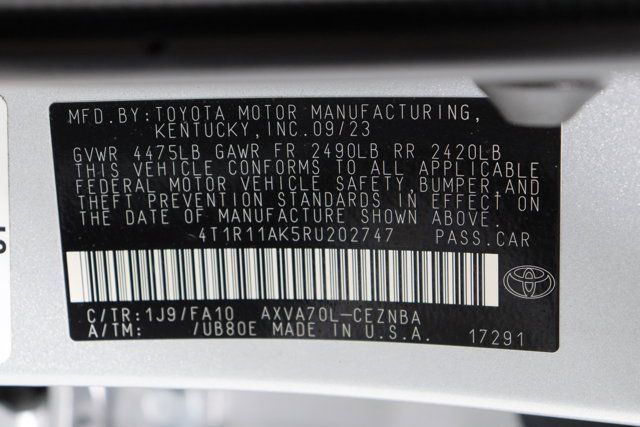 MFD.BY:TOYOTA MOTOR MANUFACTURING,
KENTUCKY,INC.09/23
GVWR 4475LB GAWR FR 2490LB RR 2420LB
THIS VEHICLE CONFORMS TO ALL APPLICABLE
FEDERAL MOTOR VEHICLE SAFETY,BUMPER,AND
THEFT PREVENTION STANDARDS IN EFFECT ON
THE DATE OF MANUFACTURE SHOWN ABOVE.
4T1R11AK5RU202747 PASS.CAR
C/TR:1J9/FA10 AXVA70L-CEZNBA
A/TM: /UB80E MADE IN U.S.A. 17291